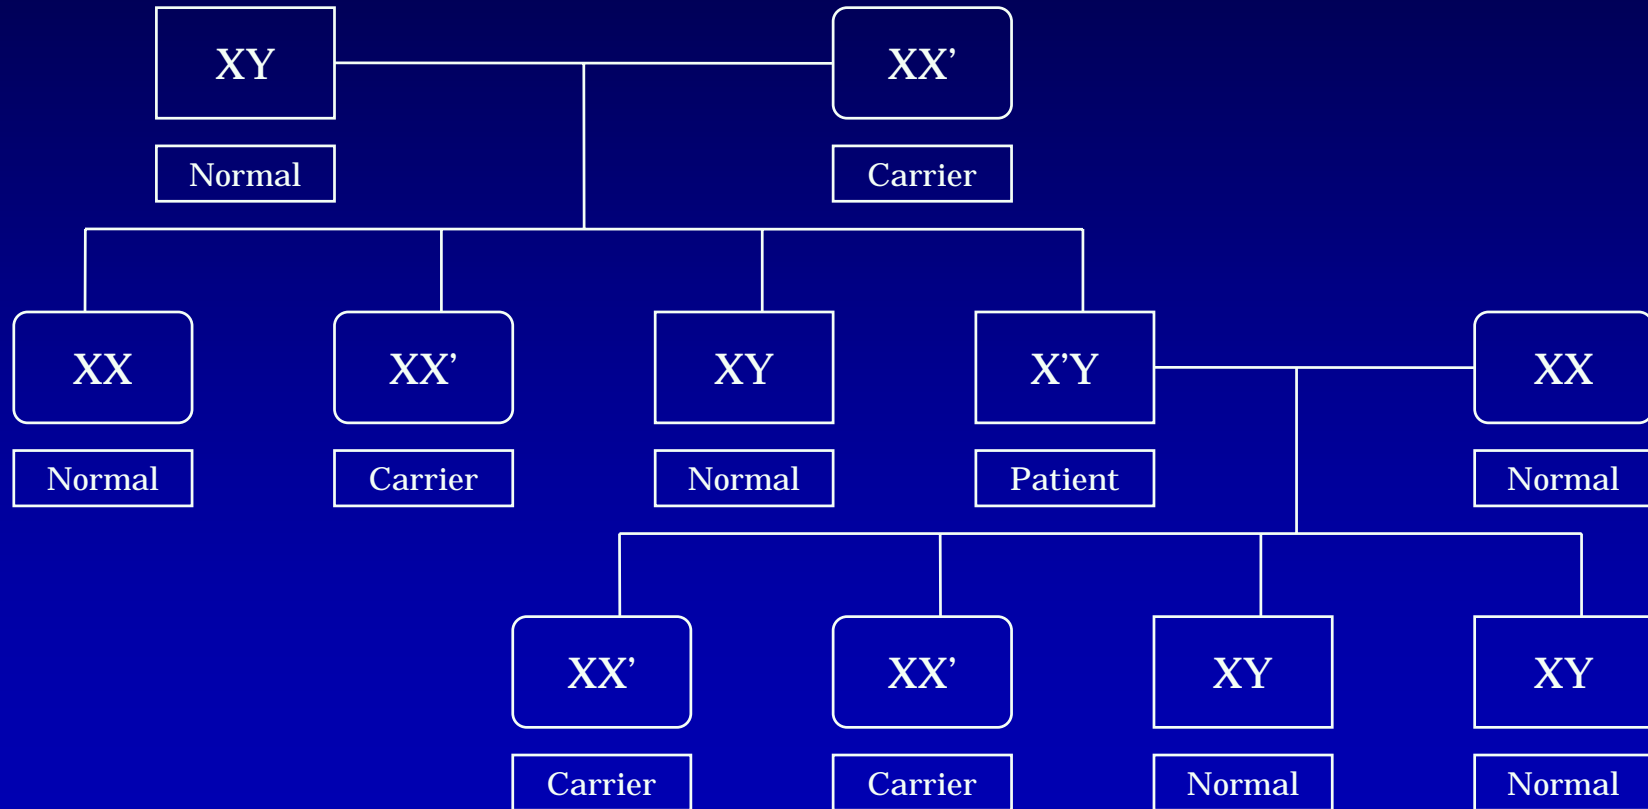 XY
XX’
Normal
Carrier
XX
XX’
XY
X’Y
XX
Normal
Carrier
Normal
Patient
Normal
XX’
XX’
XY
XY
Carrier
Carrier
Normal
Normal